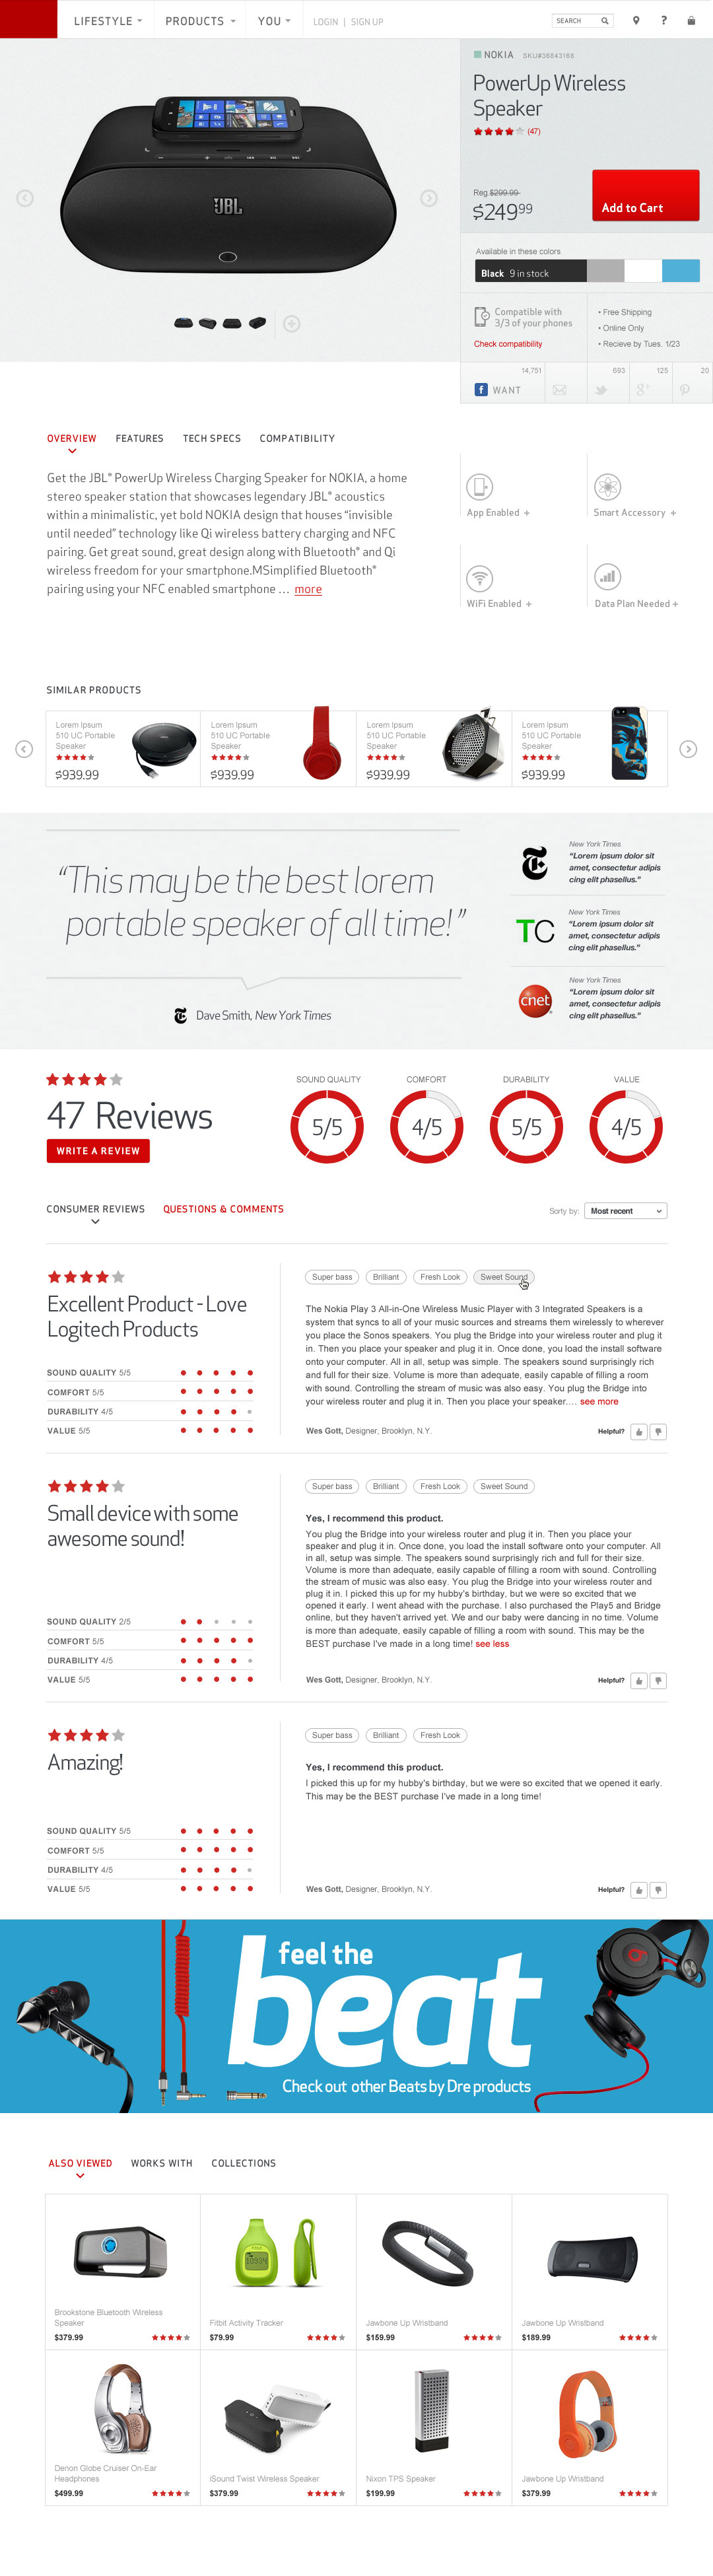 LIFESTYLE PRODUCTS YOU LOGIN | SIGN UP SEARCH ?
NOKIA SKU#36843168
PowerUp Wireless
Speaker
(47)
Reg $299.99
$249.99
Add to Cart
JBL
Available in these colors
Black 9 in stock
Compatible with
3/3 of your phones
Check compatibility
• Free Shipping
• Online Only
• Recieve by Tues. 1/23
14,751 693 125 20
f WANT
OVERVIEW FEATURES TECH SPECS COMPATIBILITY
Get the JBL® PowerUp Wireless Charging Speaker for NOKIA, a home
stereo speaker station that showcases legendary JBL® acoustics
within a minimalistic, yet bold NOKIA design that houses “invisible
until needed” technology like Qi wireless battery charging and NFC
pairing. Get great sound, great design along with Bluetooth® and Qi
wireless freedom for your smartphone.MSimplified Bluetooth®
pairing using your NFC enabled smartphone … more
App Enabled +
Smart Accessory +
WiFi Enabled +
Data Plan Needed +
SIMILAR PRODUCTS
Lorem Ipsum
510 UC Portable
Speaker
$939.99
Lorem Ipsum
510 UC Portable
Speaker
$939.99
Lorem Ipsum
510 UC Portable
Speaker
$939.99
Lorem Ipsum
510 UC Portable
Speaker
$939.99
“This may be the best lorem
portable speaker of all time!”
Dave Smith, New York Times
New York Times
“Lorem ipsum dolor sit
amet, consectetur adipis
cing elit phasellus.”
TC
New York Times
“Lorem ipsum dolor sit
amet, consectetur adipis
cing elit phasellus.”
cnet
New York Times
“Lorem ipsum dolor sit
amet, consectetur adipis
cing elit phasellus.”
47 Reviews
WRITE A REVIEW
SOUND QUALITY COMFORT DURABILITY VALUE
5/5 4/5 5/5 4/5
CONSUMER REVIEWS QUESTIONS & COMMENTS
Sorty by: Most recent
Excellent Product - Love
Logitech Products
SOUND QUALITY 5/5
COMFORT 5/5
DURABILITY 4/5
VALUE 5/5
Super bass Brilliant Fresh Look Sweet Sound
The Nokia Play 3 All-in-One Wireless Music Player with 3 Integrated Speakers is a
system that syncs to all of your music sources and streams them wirelessly to wherever
you place the Sonos speakers. You plug the Bridge into your wireless router and plug it
in. Then you place your speaker and plug it in. Once done, you load the install software
onto your computer. All in all, setup was simple. The speakers sound surprisingly rich
and full for their size. Volume is more than adequate, easily capable of filling a room
with sound. Controlling the stream of music was also easy. You plug the Bridge into
your wireless router and plug it in. Then you place your speaker.... see more
Wes Gott, Designer, Brooklyn, N.Y.
Helpful?
Small device with some
awesome sound!
SOUND QUALITY 2/5
COMFORT 5/5
DURABILITY 4/5
VALUE 5/5
Super bass Brilliant Fresh Look Sweet Sound
Yes, I recommend this product.
You plug the Bridge into your wireless router and plug it in. Then you place your
speaker and plug it in. Once done, you load the install software onto your computer. All
in all, setup was simple. The speakers sound surprisingly rich and full for their size.
Volume is more than adequate, easily capable of filling a room with sound. Controlling
the stream of music was also easy. You plug the Bridge into your wireless router and
plug it in. I picked this up for my hubby's birthday, but we were so excited that we
opened it early. I went ahead with the purchase. I also purchased the Play5 and Bridge
online, but they haven't arrived yet. We and our baby were dancing in no time. Volume
is more than adequate, easily capable of filling a room with sound. This may be the
BEST purchase I've made in a long time! see less
Wes Gott, Designer, Brooklyn, N.Y.
Helpful?
Amazing!
SOUND QUALITY 5/5
COMFORT 5/5
DURABILITY 4/5
VALUE 5/5
Super bass Brilliant Fresh Look
Yes, I recommend this product.
I picked this up for my hubby's birthday, but we were so excited that we opened it early.
This may be the BEST purchase I've made in a long time!
Wes Gott, Designer, Brooklyn, N.Y.
Helpful?
feel the
beat
Check out other Beats by Dre products
ALSO VIEWED WORKS WITH COLLECTIONS
Brookstone Bluetooth Wireless
Speaker
$379.99
Fitbit Activity Tracker
$79.99
Jawbone Up Wristband
$159.99
Jawbone Up Wristband
$189.99
Denon Globe Cruiser On-Ear
Headphones
$499.99
iSound Twist Wireless Speaker
$379.99
Nixon TPS Speaker
$199.99
Jawbone Up Wristband
$379.99